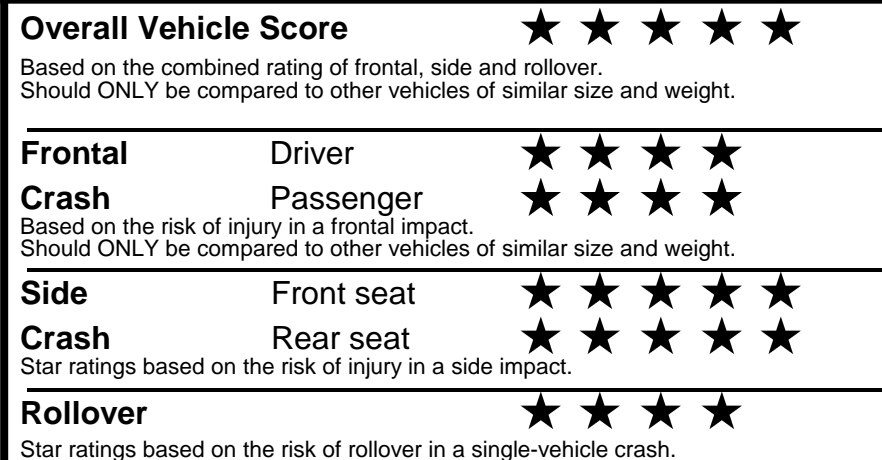 Overall Vehicle Score ★ ★ ★ ★ ★
Based on the combined rating of frontal, side and rollover.
Should ONLY be compared to other vehicles of similar size and weight.
Frontal Driver ★ ★ ★ ★
Crash Passenger ★ ★ ★ ★
Based on the risk of injury in a frontal impact.
Should ONLY be compared to other vehicles of similar size and weight.
Side Front seat ★ ★ ★ ★ ★
Crash Rear seat ★ ★ ★ ★ ★
Star ratings based on the risk of injury in a side impact.
Rollover ★ ★ ★ ★
Star ratings based on the risk of rollover in a single-vehicle crash.